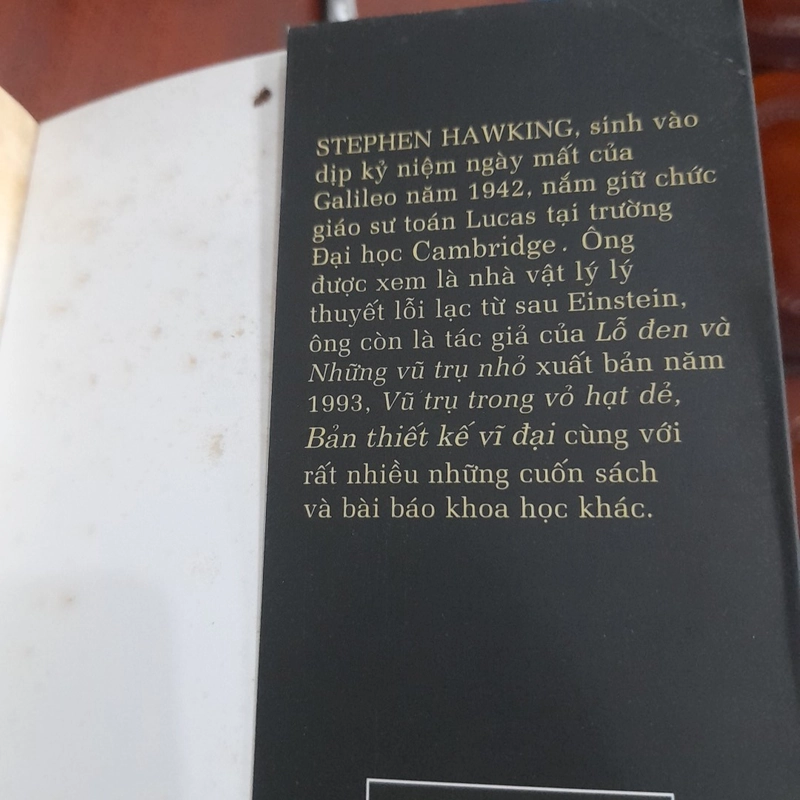 STEPHEN HAWKING, sinh vào
dịp kỷ niệm ngày mất của
Galileo năm 1942, nắm giữ chức
giáo sư toán Lucas tại trường
Đại học Cambridge. Ông
được xem là nhà vật lý lý
thuyết lỗi lạc từ sau Einstein,
ông còn là tác giả của Lỗ đen và
Những vũ trụ nhỏ xuất bản năm
1993, Vũ trụ trong vỏ hạt dẻ,
Bản thiết kế vĩ đại cùng với
rất nhiều những cuốn sách
và bài báo khoa học khác.